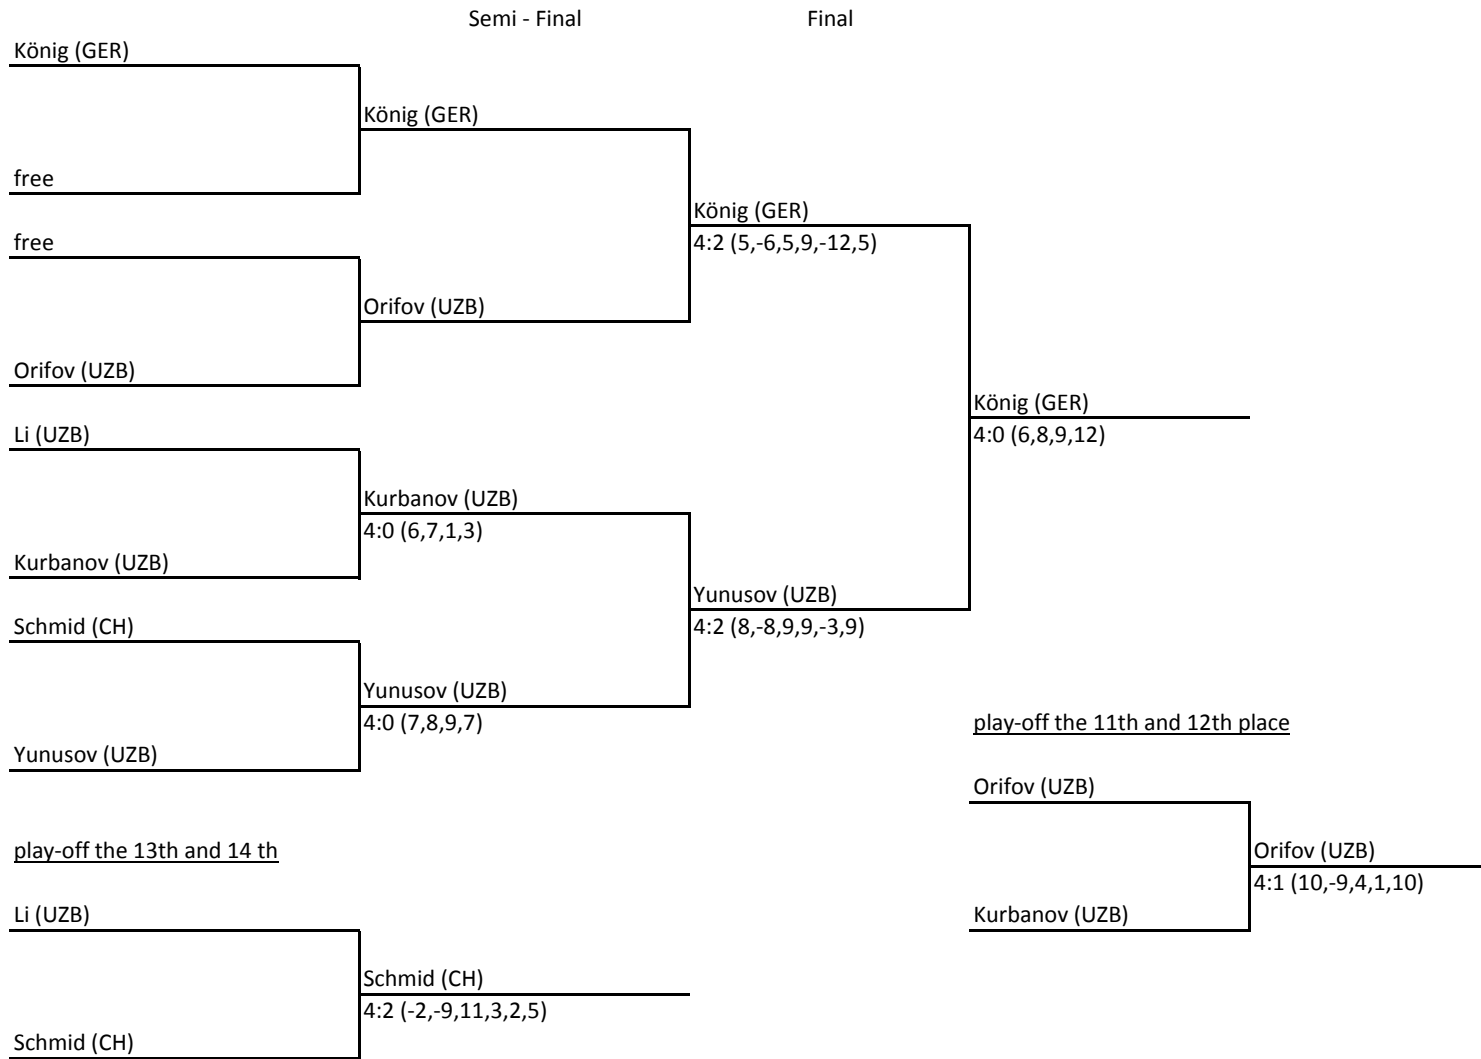 Semi - Final
Final
König (GER)
König (GER)
free
König (GER)
free
4:2 (5,-6,5,9,-12,5)
Orifov (UZB)
Orifov (UZB)
König (GER)
Li (UZB)
4:0 (6,8,9,12)
Kurbanov (UZB)
4:0 (6,7,1,3)
Kurbanov (UZB)
Yunusov (UZB)
Schmid (CH)
4:2 (8,-8,9,9,-3,9)
Yunusov (UZB)
4:0 (7,8,9,7)
play-off the 11th and 12th place
Yunusov (UZB)
Orifov (UZB)
play-off the 13th and 14 th
Orifov (UZB)
4:1 (10,-9,4,1,10)
Li (UZB)
Kurbanov (UZB)
Schmid (CH)
4:2 (-2,-9,11,3,2,5)
Schmid (CH)